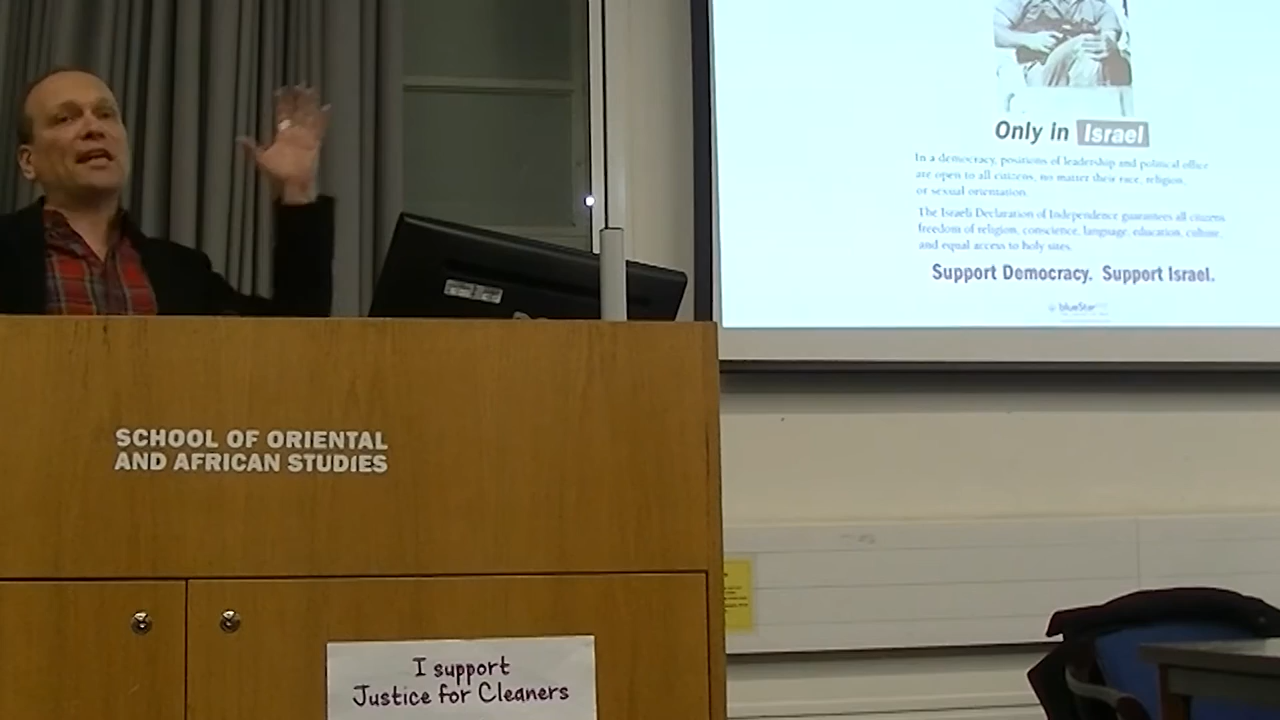 Only in Israel
In a democracy, positions of leadership and political office
are open to all citizens, no matter their race, religion,
or sexual orientation.
The Israeli Declaration of Independence guarantees all citizens
freedom of religion, conscience, language, education, culture,
and equal access to holy sites.
Support Democracy. Support Israel.
blueStar
SCHOOL OF ORIENTAL
AND AFRICAN STUDIES
I support
Justice for Cleaners